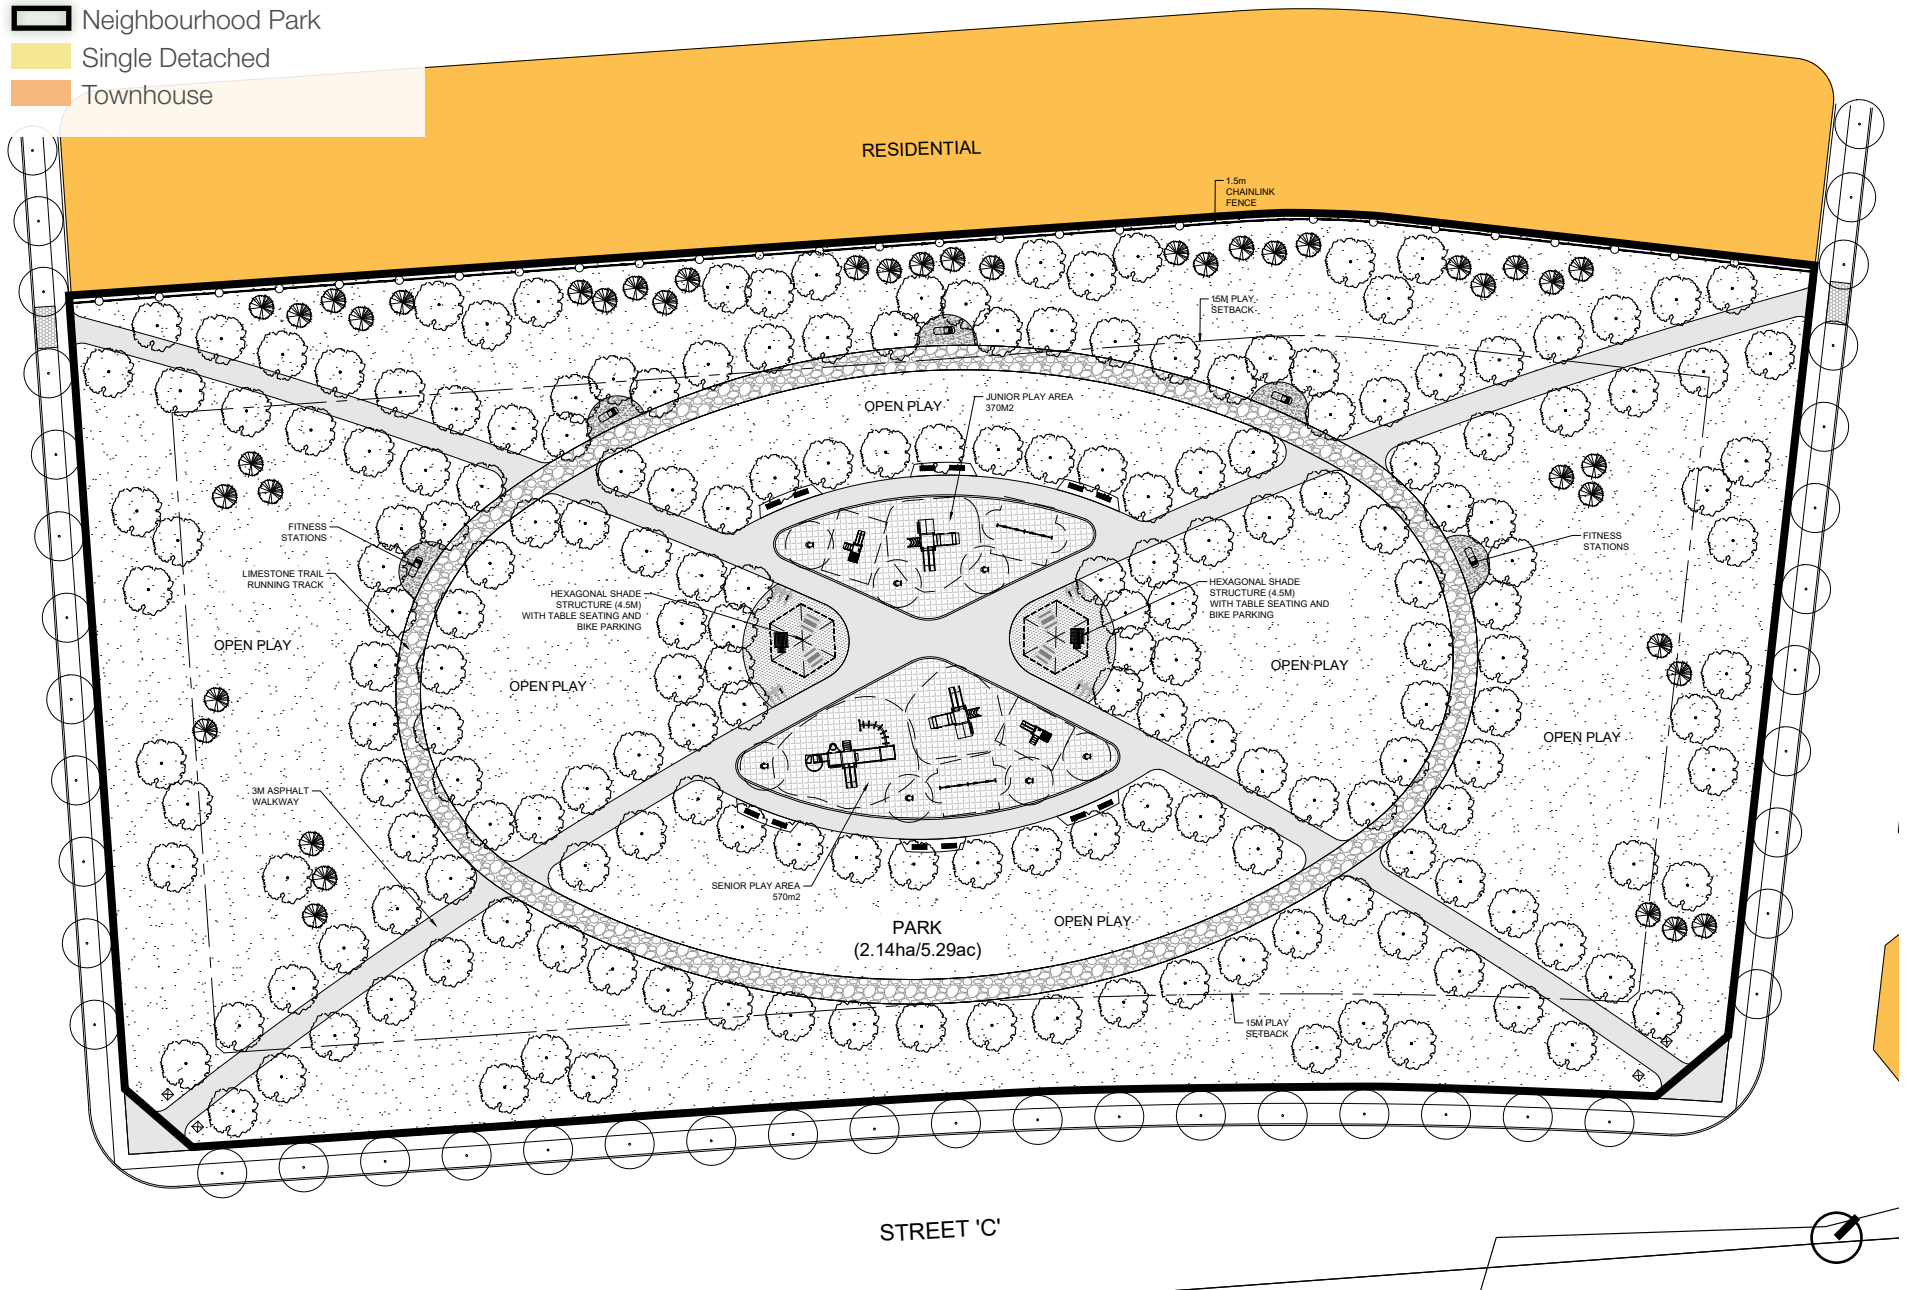 Neighbourhood Park
Single Detached
Townhouse
RESIDENTIAL
1.5m
CHAINLINK
FENCE
15M PLAY
SETBACK
OPEN PLAY
JUNIOR PLAY AREA
370M2
FITNESS
STATIONS
LIMESTONE TRAIL
RUNNING TRACK
HEXAGONAL SHADE
STRUCTURE (4.5M)
WITH TABLE SEATING AND
BIKE PARKING
HEXAGONAL SHADE
STRUCTURE (4.5M)
WITH TABLE SEATING AND
BIKE PARKING
FITNESS
STATIONS
OPEN PLAY
OPEN PLAY
OPEN PLAY
OPEN PLAY
3M ASPHALT
WALKWAY
SENIOR PLAY AREA
570m2
PARK
(2.14ha/5.29ac)
OPEN PLAY
15M PLAY
SETBACK
STREET 'C'